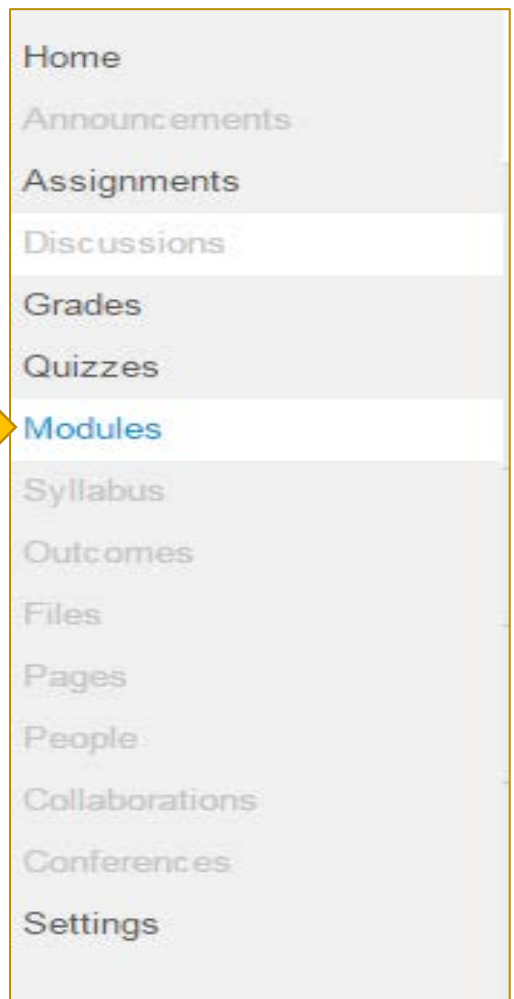 Home
Announcements
Assignments
Discussions
Grades
Quizzes
Modules
Syllabus
Outcomes
Files
Pages
People
Collaborations
Conferences
Settings